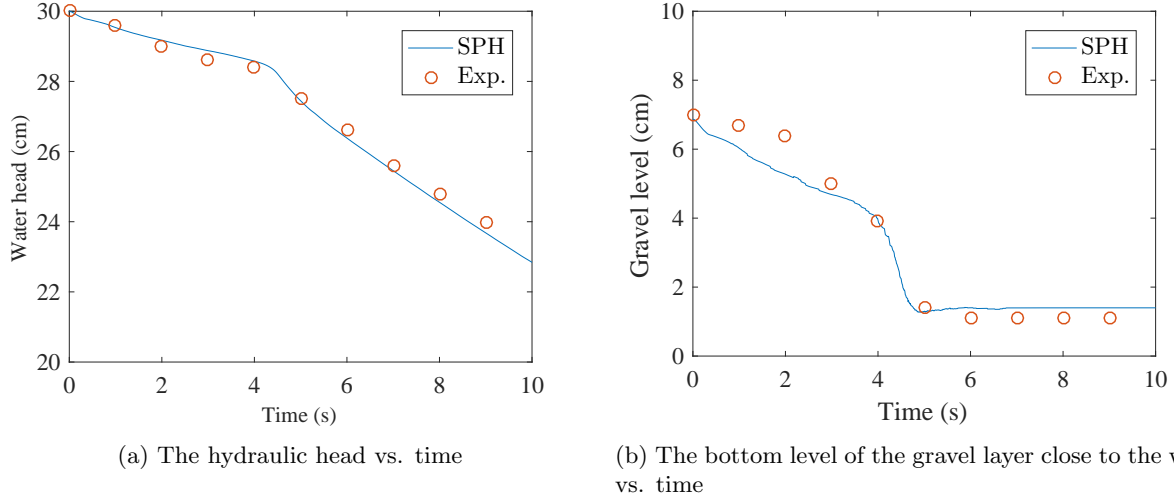 30
28
26
24
22
20
Water head (cm)
SPH
Exp.
0 2 4 6 8 10
Time (s)
(a) The hydraulic head vs. time
10
8
6
4
2
0
Gravel level (cm)
SPH
Exp.
0 2 4 6 8 10
Time (s)
(b) The bottom level of the gravel layer close to the
vs. time